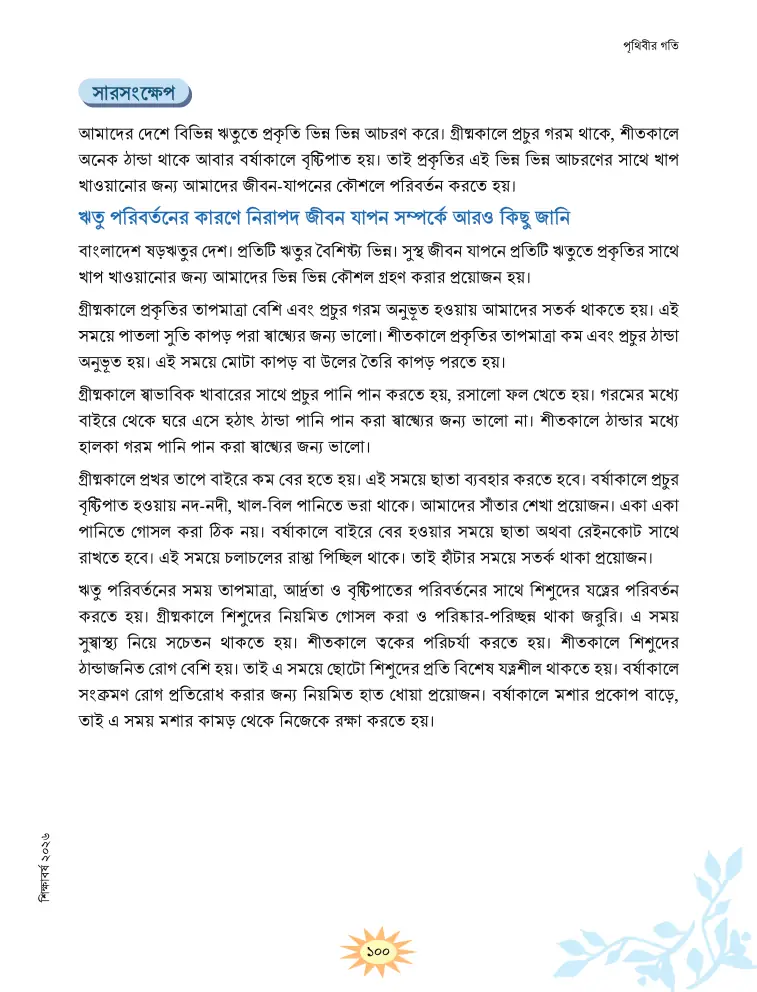 পৃথিবীর গতি
সারসংক্ষেপ
আমাদের দেশে বিভিন্ন ঋতুতে প্রকৃতি ভিন্ন ভিন্ন আচরণ করে। গ্রীষ্মকালে প্রচুর গরম থাকে, শীতকালে
অনেক ঠান্ডা থাকে আবার বর্ষাকালে বৃষ্টিপাত হয়। তাই প্রকৃতির এই ভিন্ন ভিন্ন আচরণের সাথে খাপ
খাওয়ানোর জন্য আমাদের জীবন-যাপনের কৌশলে পরিবর্তন করতে হয়।
ঋতু পরিবর্তনের কারণে নিরাপদ জীবন যাপন সম্পর্কে আরও কিছু জানি
বাংলাদেশ ষড়ঋতুর দেশ। প্রতিটি ঋতুর বৈশিষ্ট্য ভিন্ন। সুস্থ জীবন যাপনে প্রতিটি ঋতুতে প্রকৃতির সাথে
খাপ খাওয়ানোর জন্য আমাদের ভিন্ন ভিন্ন কৌশল গ্রহণ করার প্রয়োজন হয়।
গ্রীষ্মকালে প্রকৃতির তাপমাত্রা বেশি এবং প্রচুর গরম অনুভূত হওয়ায় আমাদের সতর্ক থাকতে হয়। এই
সময়ে পাতলা সুতি কাপড় পরা স্বাস্থ্যের জন্য ভালো। শীতকালে প্রকৃতির তাপমাত্রা কম এবং প্রচুর ঠান্ডা
অনুভূত হয়। এই সময়ে মোটা কাপড় বা উলের তৈরি কাপড় পরতে হয়।
গ্রীষ্মকালে স্বাভাবিক খাবারের সাথে প্রচুর পানি পান করতে হয়, রসালো ফল খেতে হয়। গরমের মধ্যে
বাইরে থেকে ঘরে এসে হঠাৎ ঠান্ডা পানি পান করা স্বাস্থ্যের জন্য ভালো না। শীতকালে ঠান্ডার মধ্যে
হালকা গরম পানি পান করা স্বাস্থ্যের জন্য ভালো।
গ্রীষ্মকালে প্রখর তাপে বাইরে কম বের হতে হয়। এই সময়ে ছাতা ব্যবহার করতে হবে। বর্ষাকালে প্রচুর
বৃষ্টিপাত হওয়ায় নদ-নদী, খাল-বিল পানিতে ভরা থাকে। আমাদের সাঁতার শেখা প্রয়োজন। একা একা
পানিতে গোসল করা ঠিক নয়। বর্ষাকালে বাইরে বের হওয়ার সময়ে ছাতা অথবা রেইনকোট সাথে
রাখতে হবে। এই সময়ে চলাচলের রাস্তা পিচ্ছিল থাকে। তাই হাঁটার সময়ে সতর্ক থাকা প্রয়োজন।
ঋতু পরিবর্তনের সময় তাপমাত্রা, আর্দ্রতা ও বৃষ্টিপাতের পরিবর্তনের সাথে শিশুদের যত্নের পরিবর্তন
করতে হয়। গ্রীষ্মকালে শিশুদের নিয়মিত গোসল করা ও পরিষ্কার-পরিচ্ছন্ন থাকা জরুরি। এ সময়
সুস্বাস্থ্য নিয়ে সচেতন থাকতে হয়। শীতকালে ত্বকের পরিচর্যা করতে হয়। শীতকালে শিশুদের
ঠান্ডাজনিত রোগ বেশি হয়। তাই এ সময়ে ছোটো শিশুদের প্রতি বিশেষ যত্নশীল থাকতে হয়। বর্ষাকালে
সংক্রমণ রোগ প্রতিরোধ করার জন্য নিয়মিত হাত ধোয়া প্রয়োজন। বর্ষাকালে মশার প্রকোপ বাড়ে,
তাই এ সময় মশার কামড় থেকে নিজেকে রক্ষা করতে হয়।
শিক্ষাবর্ষ ২০২৬
১০০